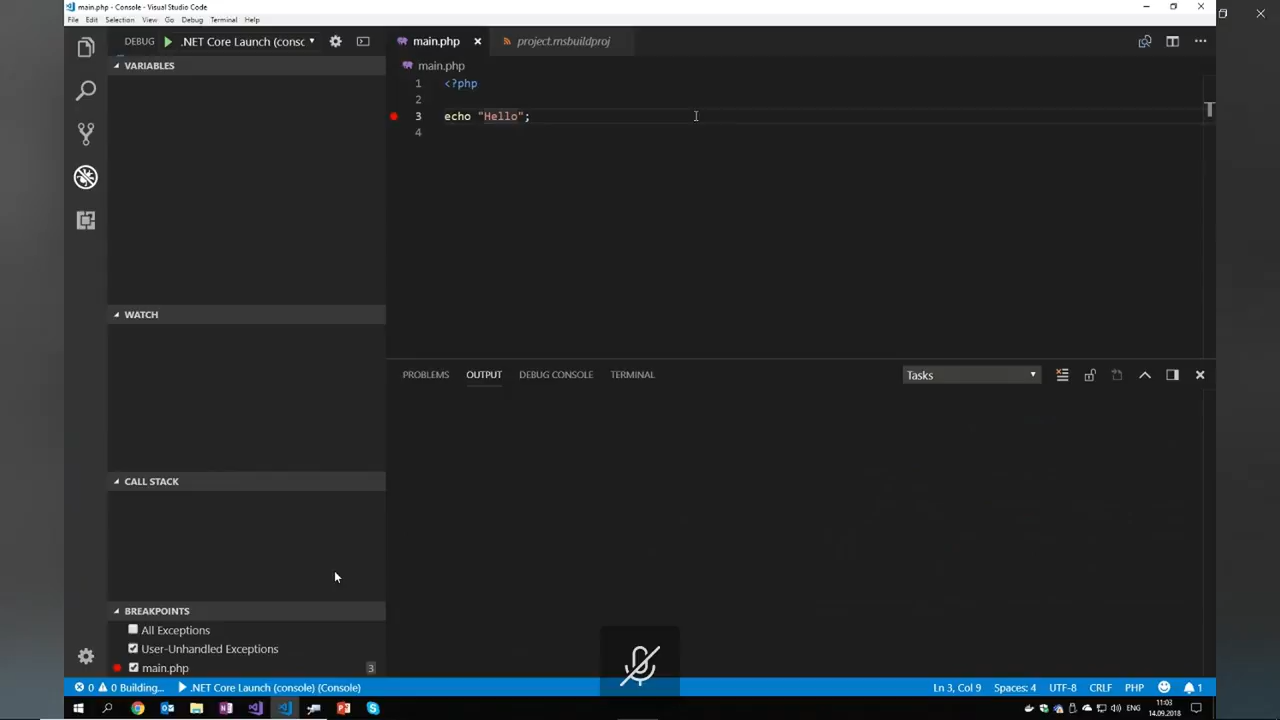 main.php - Console - Visual Studio Code
File Edit Selection View Go Debug Terminal Help
DEBUG .NET Core Launch (consc
main.php project.msbuildproj
VARIABLES
main.php
1 <?php
2
3 echo "Hello";
4
WATCH
PROBLEMS OUTPUT DEBUG CONSOLE TERMINAL Tasks
CALL STACK
BREAKPOINTS
All Exceptions
User-Unhandled Exceptions
main.php 3
0 0 Building... .NET Core Launch (console) (Console) Ln 3, Col 9 Spaces: 4 UTF-8 CRLF PHP 1
ENG 11:03
14.09.2018